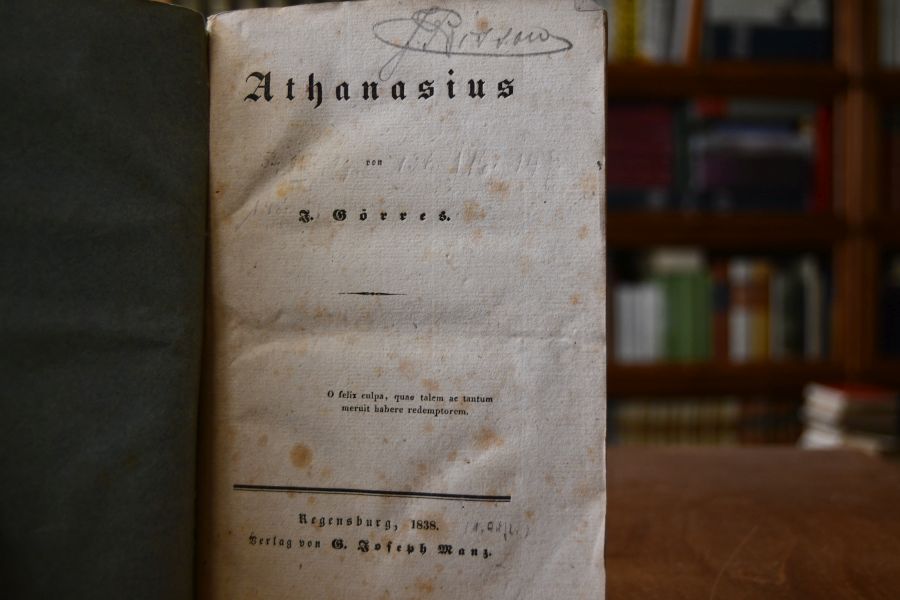 Athanasius
von
J. Görres.
O felix culpa, quae talem ac tantum
meruit habere redemptorem.
Regensburg, 1838.
Verlag von G. Joseph Manz.